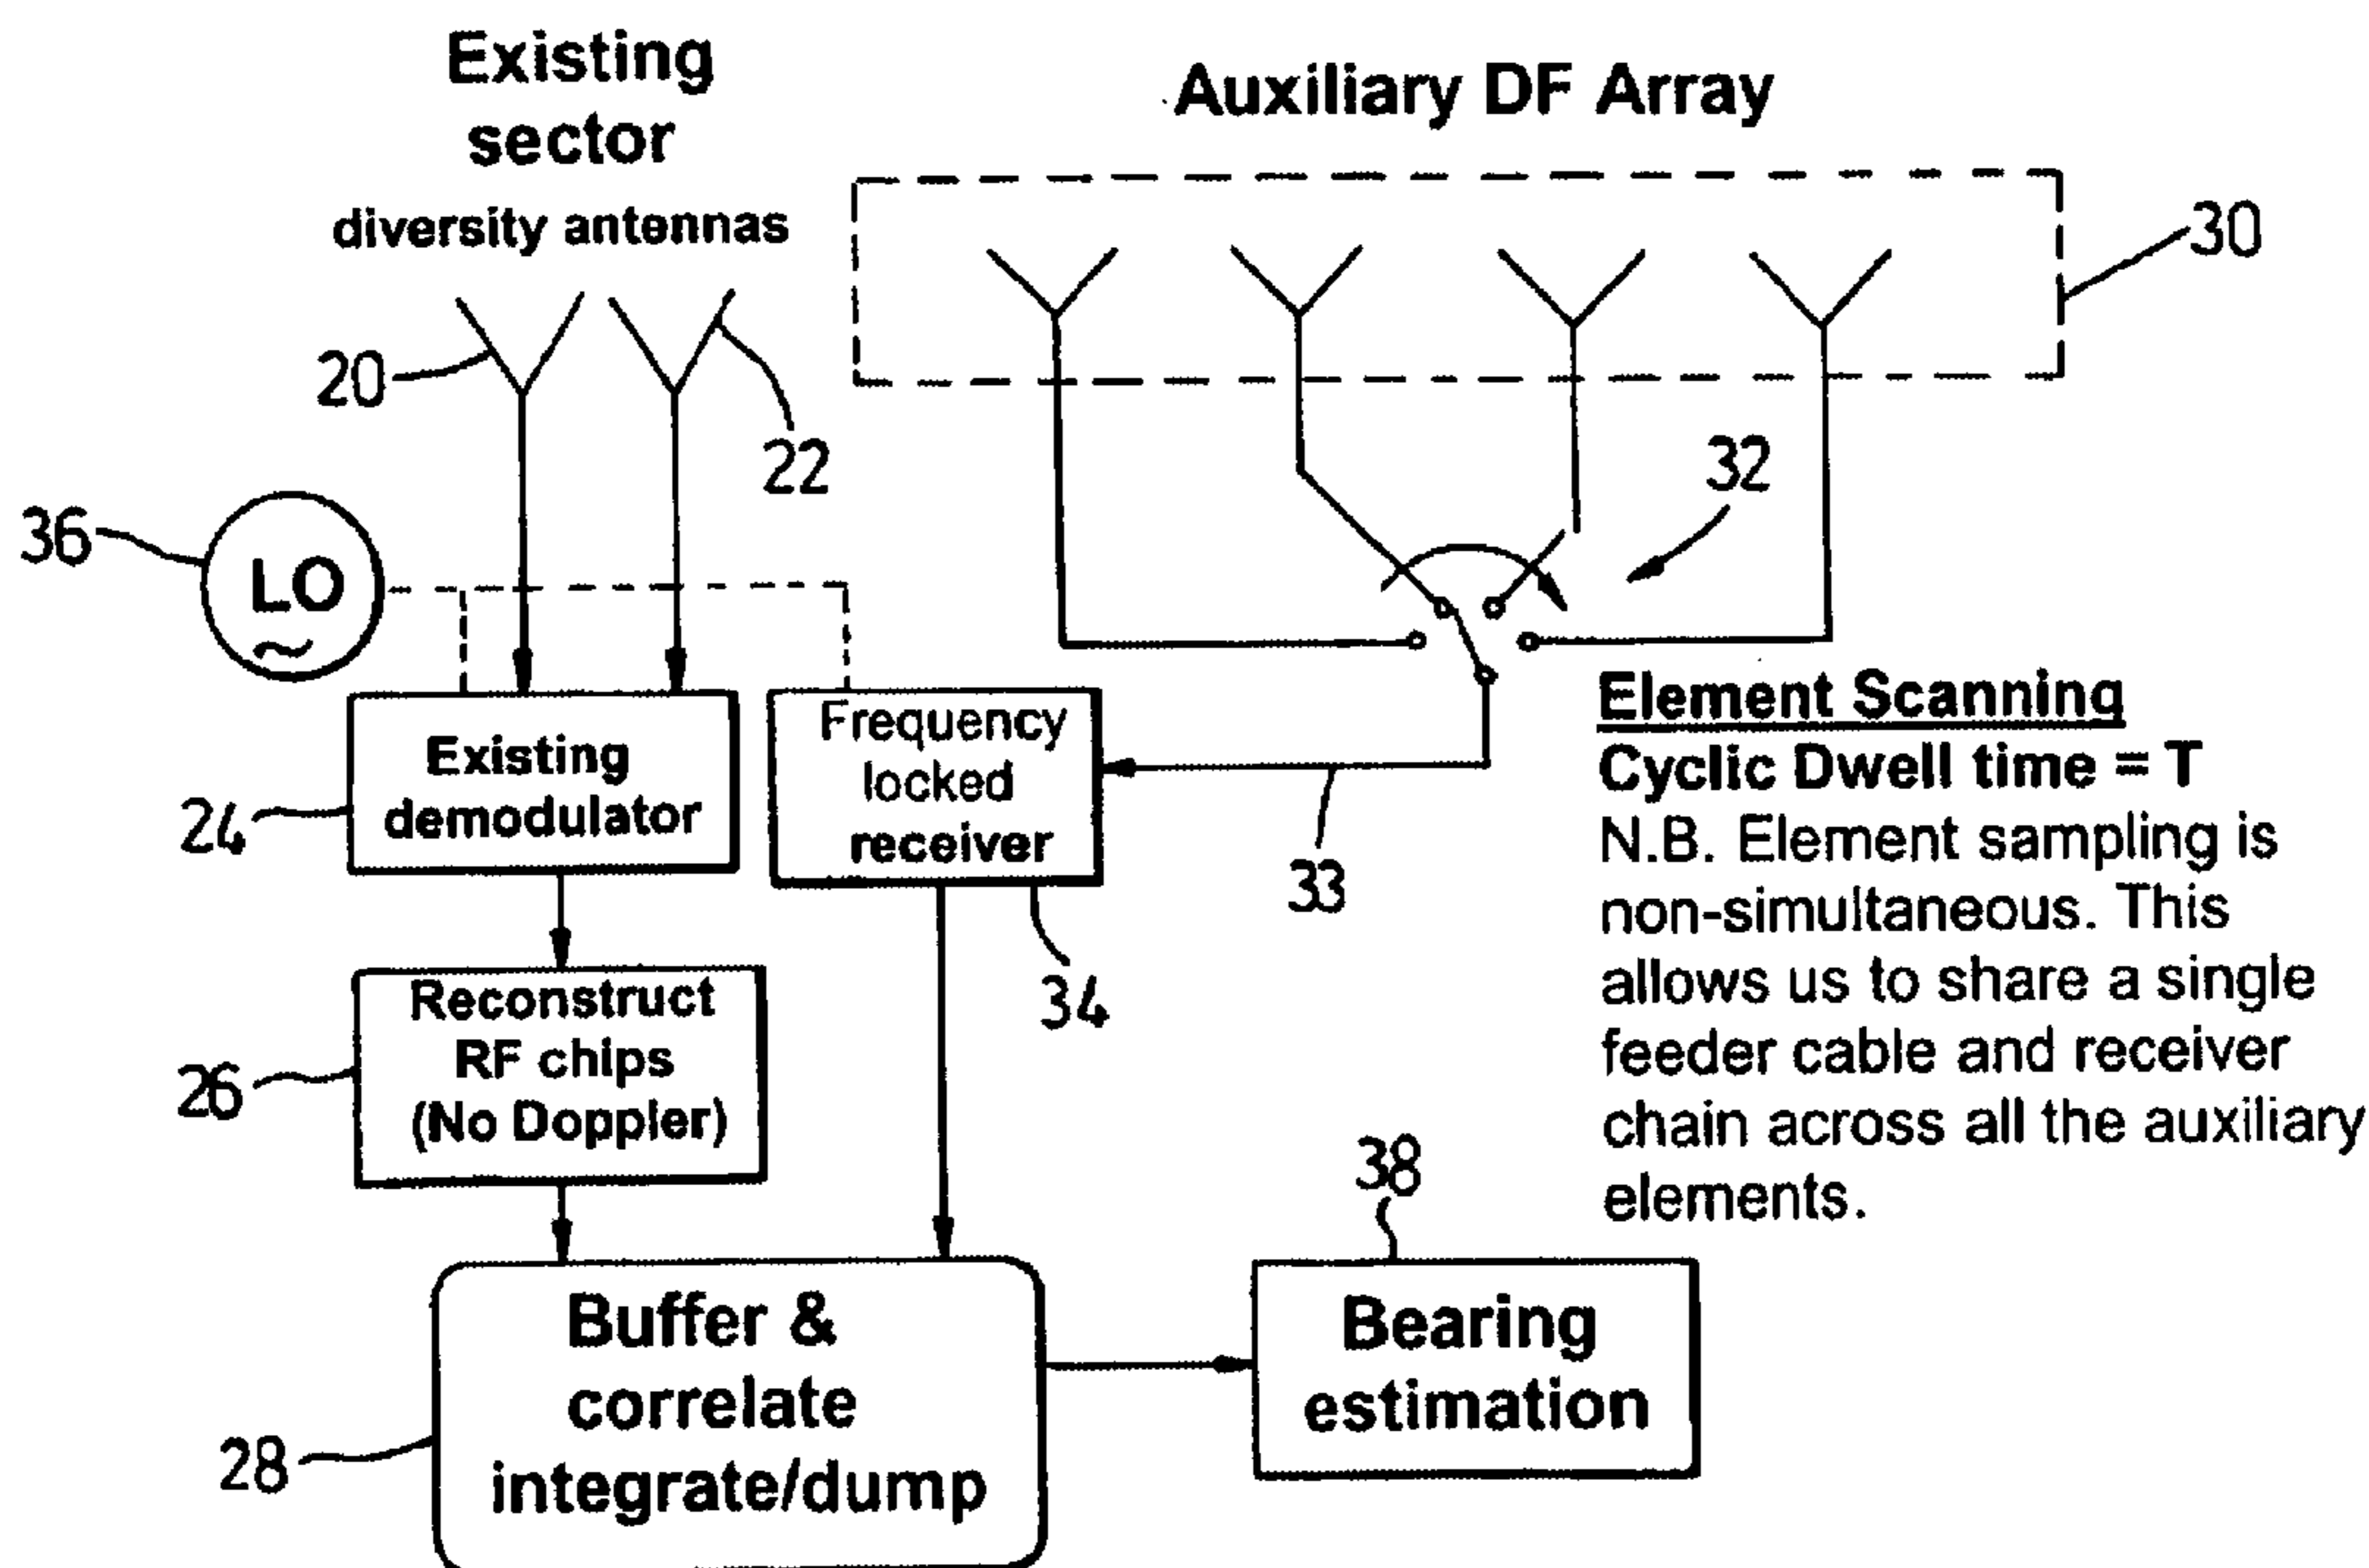 Existing
sector
diversity antennas
Auxiliary DF Array
30
20
22
32
36
LO
Existing
demodulator
24
Frequency
locked
receiver
33
34
Element Scanning
Cyclic Dwell time = T
N.B. Element sampling is
non-simultaneous. This
allows us to share a single
feeder cable and receiver
chain across all the auxiliary
elements.
Reconstruct
RF chips
(No Doppler)
26
38
Buffer &
correlate
integrate/dump
28
Bearing
estimation